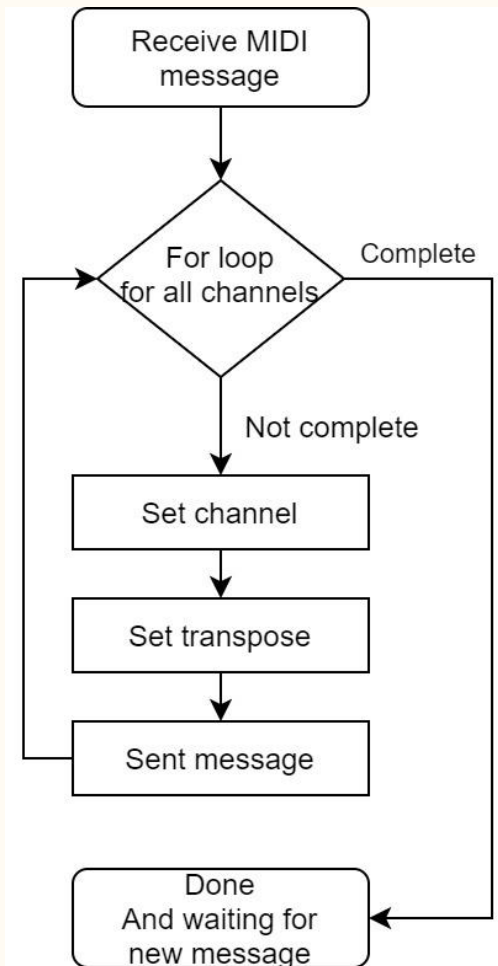 Receive MIDI
message
For loop
for all channels
Complete
Not complete
Set channel
Set transpose
Sent message
Done
And waiting for
new message